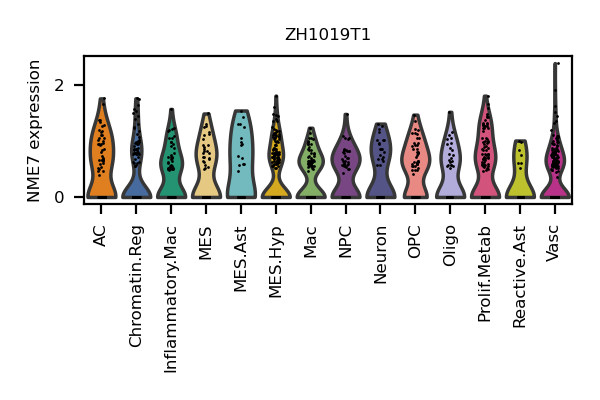 ZH1019T1
NME7 expression
2
0
AC
Chromatin.Reg
Inflammatory.Mac
MES
MES.Ast
MES.Hyp
Mac
NPC
Neuron
OPC
Oligo
Prolif.Metab
Reactive.Ast
Vasc